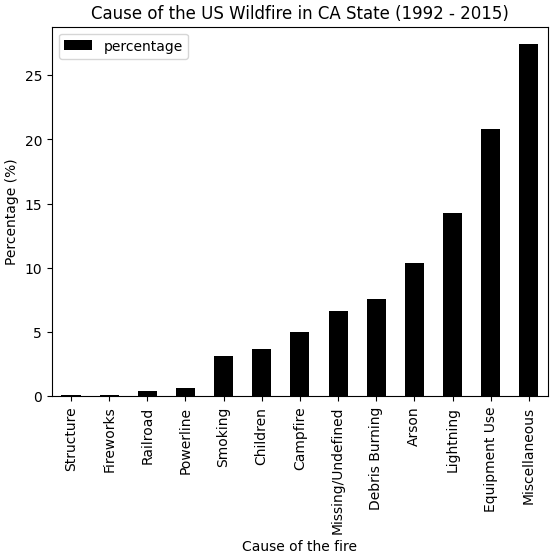 Cause of the US Wildfire in CA State (1992 - 2015)
percentage
Percentage (%)
25
20
15
10
5
0
Structure
Fireworks
Railroad
Powerline
Smoking
Children
Campfire
Missing/Undefined
Debris Burning
Arson
Lightning
Equipment Use
Miscellaneous
Cause of the fire